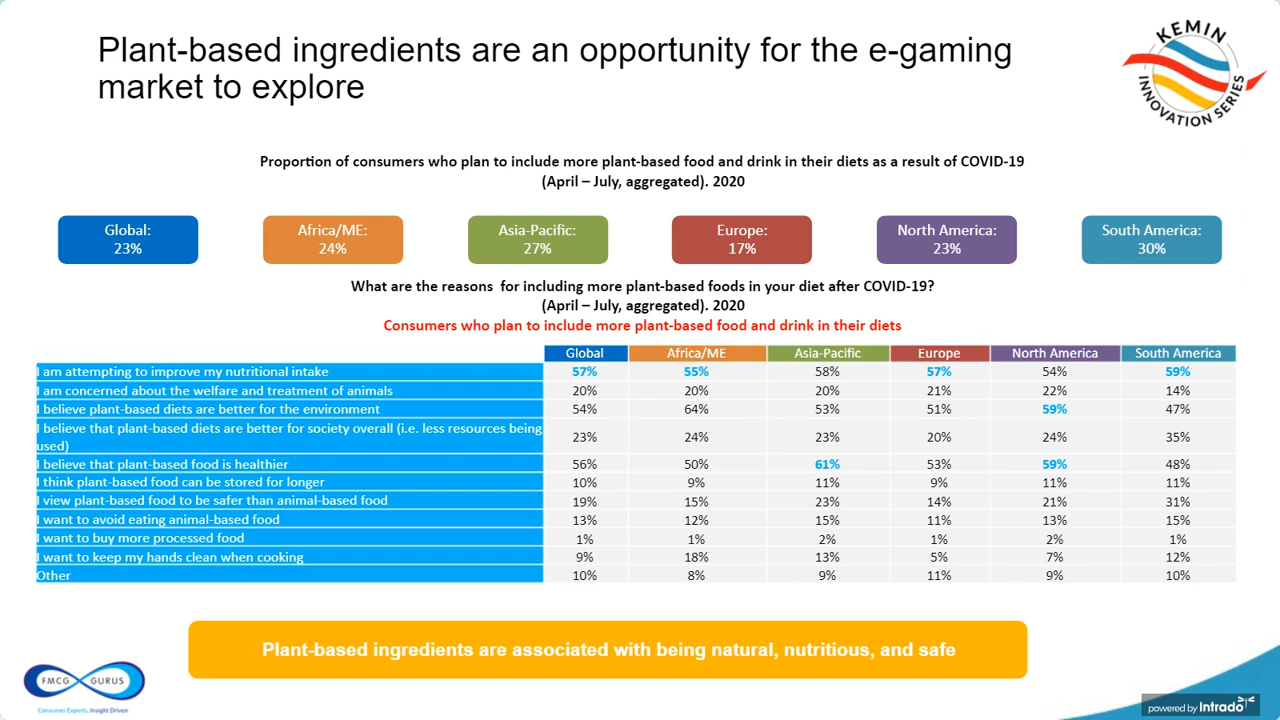 Plant-based ingredients are an opportunity for the e-gaming
market to explore
KEMIN
INNOVATION SERIES
Proportion of consumers who plan to include more plant-based food and drink in their diets as a result of COVID-19
(April – July, aggregated). 2020
Global:
23%
Africa/ME:
24%
Asia-Pacific:
27%
Europe:
17%
North America:
23%
South America:
30%
What are the reasons for including more plant-based foods in your diet after COVID-19?
(April – July, aggregated). 2020
Consumers who plan to include more plant-based food and drink in their diets
Global Africa/ME Asia-Pacific Europe North America South America
I am attempting to improve my nutritional intake 57% 55% 58% 57% 54% 59%
I am concerned about the welfare and treatment of animals 20% 20% 20% 21% 22% 14%
I believe plant-based diets are better for the environment 54% 64% 53% 51% 59% 47%
I believe that plant-based diets are better for society overall (i.e. less resources being
used) 23% 24% 23% 20% 24% 35%
I believe that plant-based food is healthier 56% 50% 61% 53% 59% 48%
I think plant-based food can be stored for longer 10% 9% 11% 9% 11% 11%
I view plant-based food to be safer than animal-based food 19% 15% 23% 14% 21% 31%
I want to avoid eating animal-based food 13% 12% 15% 11% 13% 15%
I want to buy more processed food 1% 1% 2% 1% 2% 1%
I want to keep my hands clean when cooking 9% 18% 13% 5% 7% 12%
Other 10% 8% 9% 11% 9% 10%
Plant-based ingredients are associated with being natural, nutritious, and safe
FMCG GURUS
Consumer Experts, Insight Driven
powered by Intrado